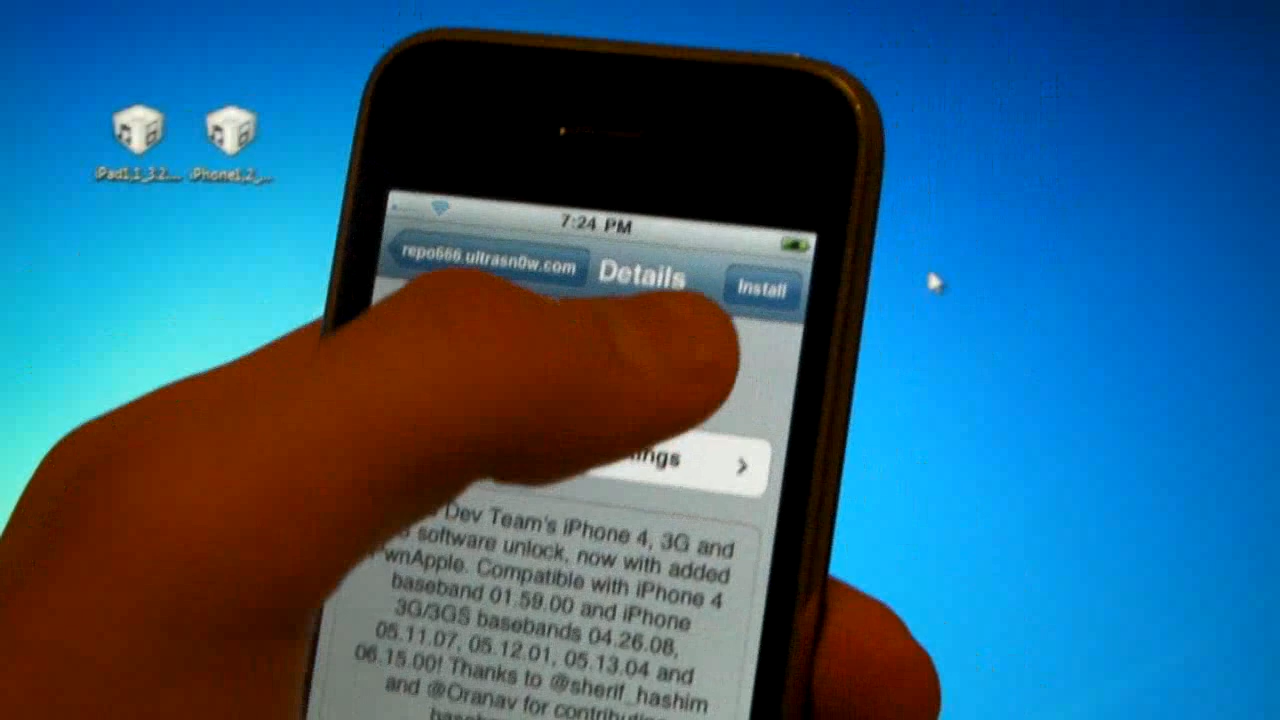 iPad1,1_3.2... iPhone1,2_...
7:24 PM
repo666.ultrasn0w.com Details Install
Dev Team's iPhone 4, 3G and
software unlock, now with added
wnApple. Compatible with iPhone 4
baseband 01.59.00 and iPhone
3G/3GS basebands 04.26.08,
05.11.07, 05.12.01, 05.13.04 and
06.15.00! Thanks to @sherif_hashim
and @Oranav for contributing